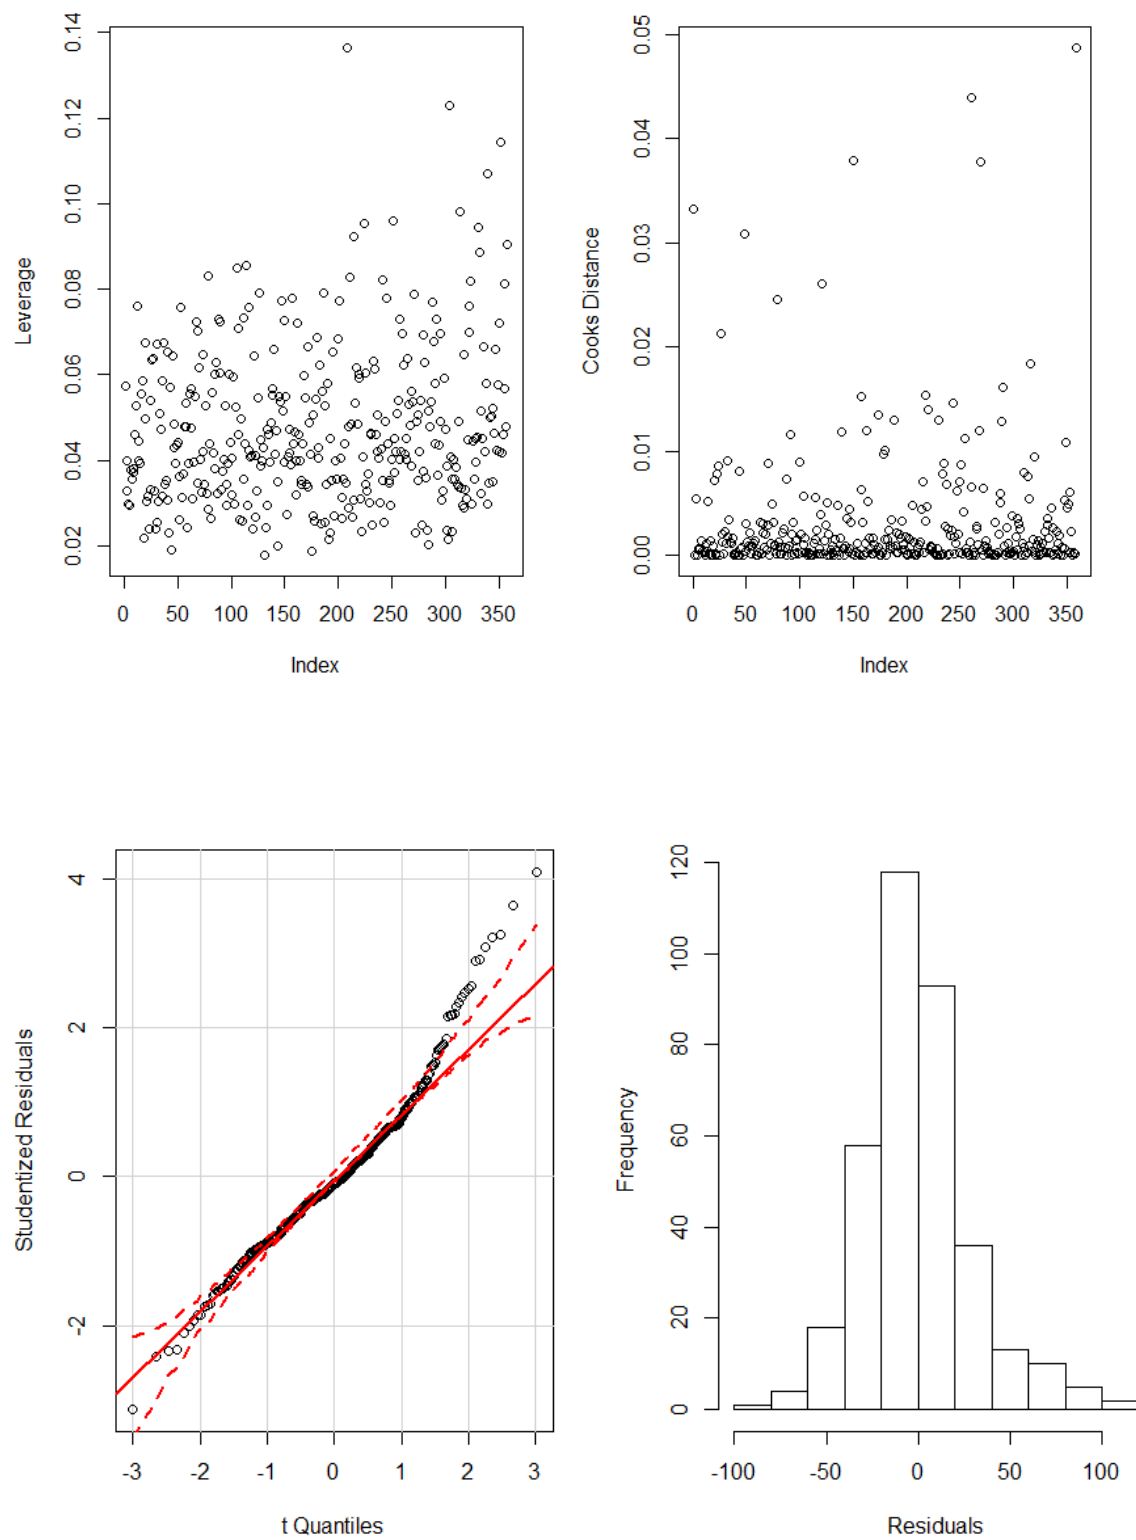 Leverage
0.14
0.12
0.10
0.08
0.06
0.04
0.02
0 50 100 150 200 250 300 350
Index
Cooks Distance
0.05
0.04
0.03
0.02
0.01
0.00
0 50 100 150 200 250 300 350
Index
Studentized Residuals
4
2
0
-2
-3 -2 -1 0 1 2 3
t Quantiles
Frequency
120
100
80
60
40
20
0
-100 -50 0 50 100
Residuals